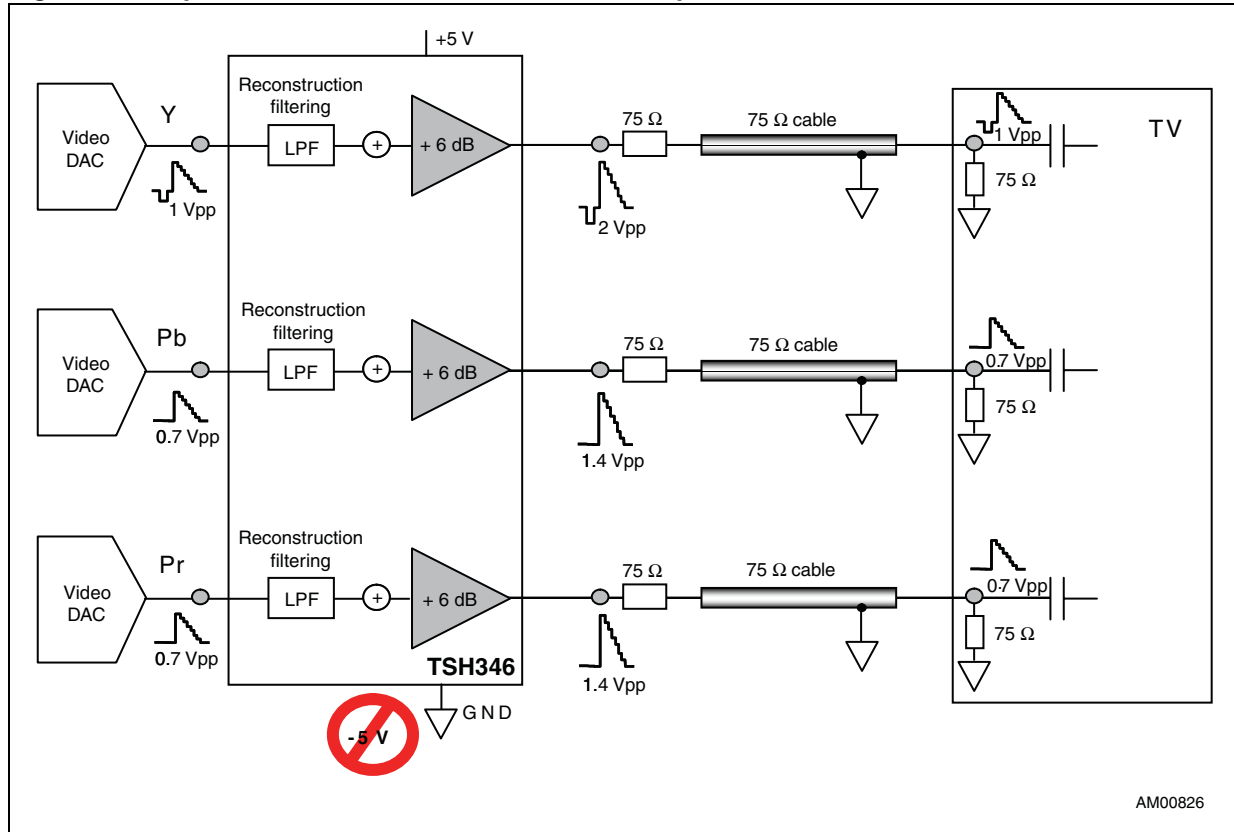 +5 V
Reconstruction
filtering
Video
DAC
Y
LPF
+
+ 6 dB
1 Vpp
2 Vpp
75 Ω
75 Ω cable
1 Vpp
TV
75 Ω
Reconstruction
filtering
Video
DAC
Pb
LPF
+
+ 6 dB
0.7 Vpp
1.4 Vpp
75 Ω
75 Ω cable
0.7 Vpp
75 Ω
Reconstruction
filtering
Video
DAC
Pr
LPF
+
+ 6 dB
0.7 Vpp
1.4 Vpp
75 Ω
75 Ω cable
0.7 Vpp
75 Ω
TSH346
GND
-5 V
AM00826